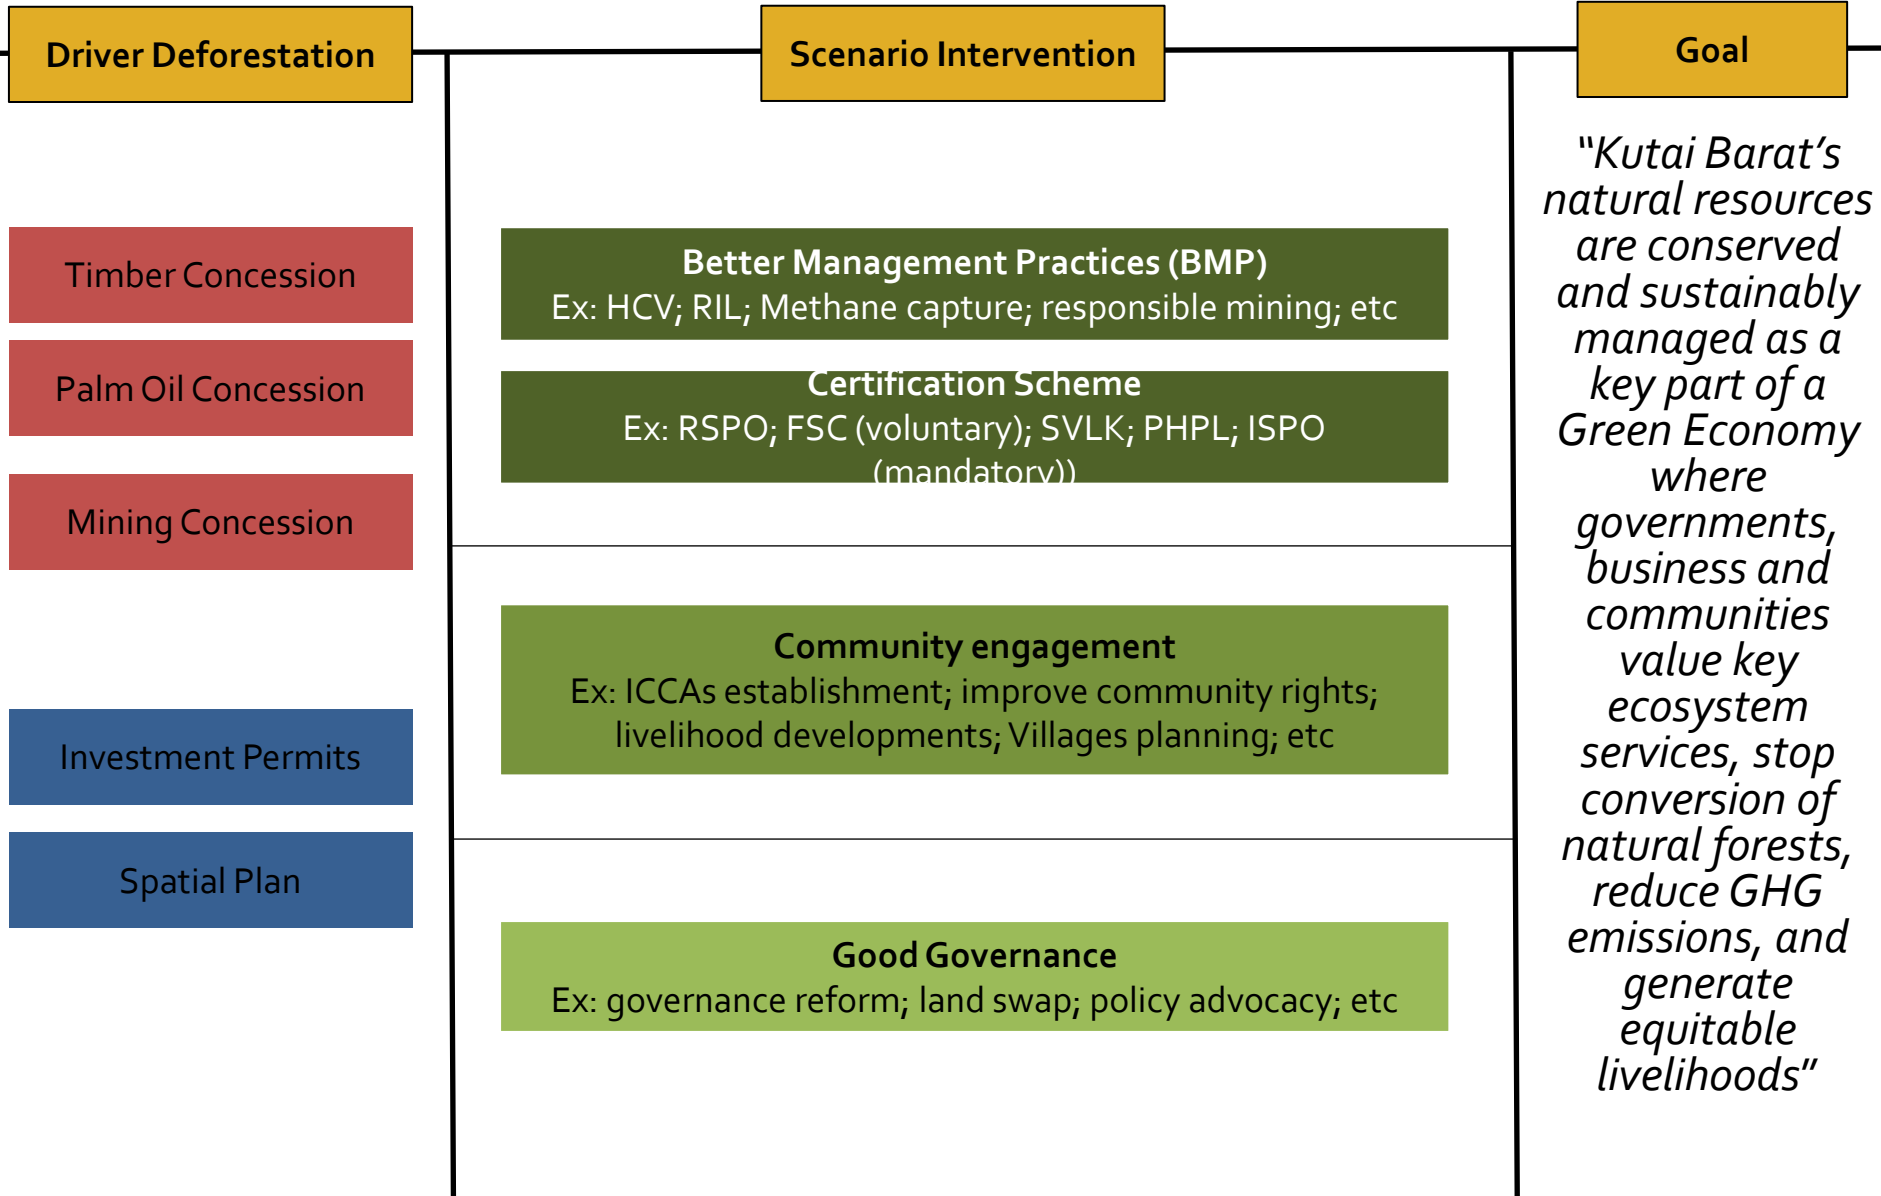 Driver Deforestation
Scenario Intervention
Goal
Timber Concession
Palm Oil Concession
Mining Concession
Investment Permits
Spatial Plan
Better Management Practices (BMP)
Ex: HCV; RIL; Methane capture; responsible mining; etc
Certification Scheme
Ex: RSPO; FSC (voluntary); SVLK; PHPL; ISPO
(mandatory))
Community engagement
Ex: ICCAs establishment; improve community rights;
livelihood developments; Villages planning; etc
Good Governance
Ex: governance reform; land swap; policy advocacy; etc
“Kutai Barat’s
natural resources
are conserved
and sustainably
managed as a
key part of a
Green Economy
where
governments,
business and
communities
value key
ecosystem
services, stop
conversion of
natural forests,
reduce GHG
emissions, and
generate
equitable
livelihoods”